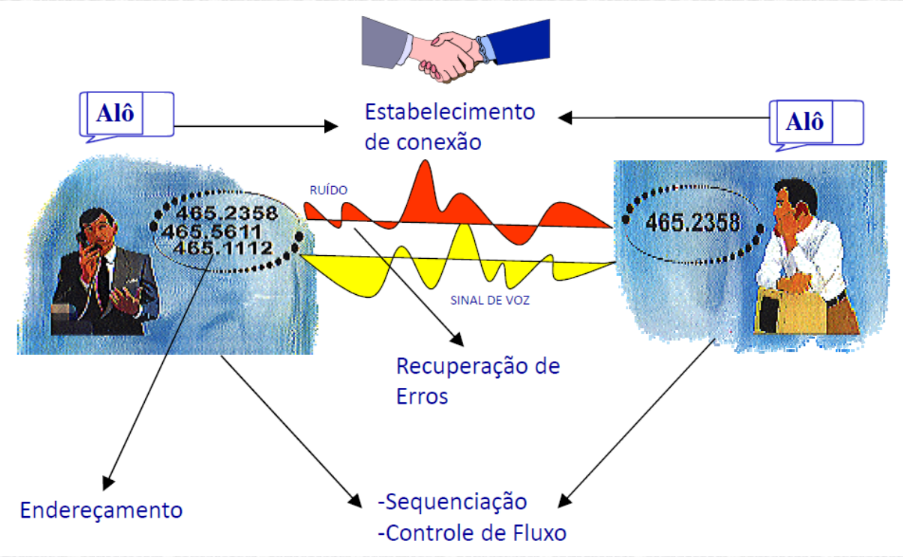 Alô
Estabelecimento
de conexão
Alô
RUÍDO
465.2358
465.5611
465.1112
465.2358
SINAL DE VOZ
Recuperação de
Erros
Endereçamento
-Sequenciação
-Controle de Fluxo